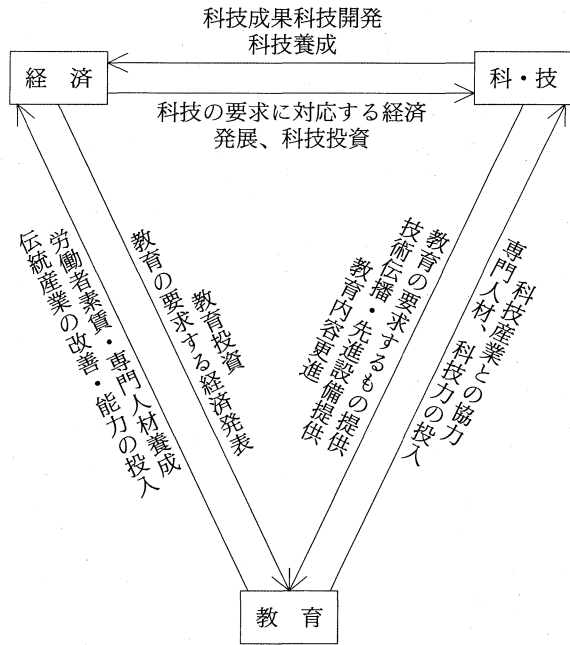 科技成果科技開発
科技養成
経 済
科・技
科技の要求に対応する経済
発展、科技投資
教育投資
教育の要求する経済発表
労働者素賃・専門人材養成
伝統産業の改善・能力の投入
教育の要求するもの提供
技術伝播・先進設備提供
教育内容更進
科技産業との協力
専門人材、科技力の投入
教 育